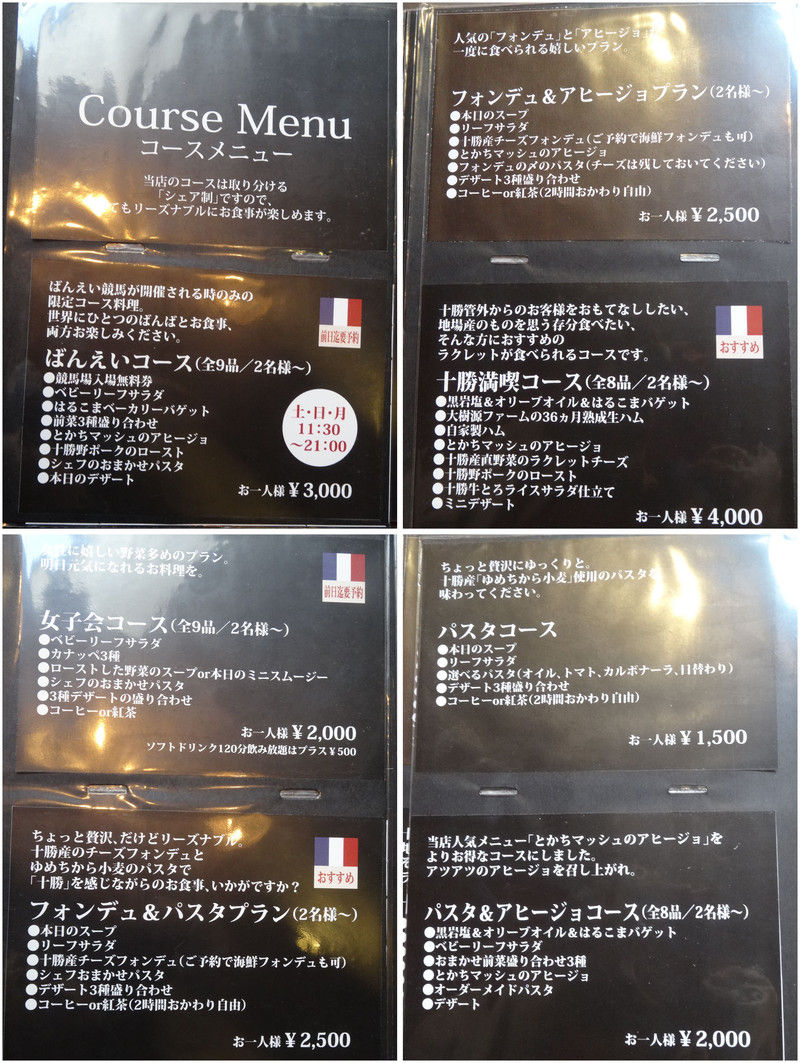 Course Menu
コースメニュー
当店のコースは取り分ける
「シェア制」ですので、
てもリーズナブルにお食事が楽しめます。
ばんえい競馬が開催される時のみの
限定コース料理。
世界にひとつのばんばとお食事、
両方お楽しみください。
前日迄要予約
ばんえいコース(全9品/2名様~)
●競馬場入場無料券
●ベビーリーフサラダ
●はるこまベーカリーバゲット
●前菜3種盛り合わせ
●とかちマッシュのアヒージョ
●十勝野ポークのロースト
●シェフのおまかせパスタ
●本日のデザート
土・日・月
11:30
~21:00
お一人様 ¥3,000
人気の「フォンデュ」と「アヒージョ」
一度に食べられる嬉しいプラン。
フォンデュ&アヒージョプラン(2名様~)
●本日のスープ
●リーフサラダ
●十勝産チーズフォンデュ(ご予約で海鮮フォンデュも可)
●とかちマッシュのアヒージョ
●フォンデュの〆のパスタ(チーズは残しておいてください)
●デザート3種盛り合わせ
●コーヒーor紅茶(2時間おかわり自由)
お一人様 ¥2,500
十勝管外からのお客様をおもてなししたい、
地場産のものを思う存分食べたい、
そんな方におすすめの
ラクレットが食べられるコースです。
おすすめ
十勝満喫コース(全8品/2名様~)
●黒岩塩&オリーブオイル&はるこまバゲット
●大樹源ファームの36ヵ月熟成生ハム
●自家製ハム
●とかちマッシュのアヒージョ
●十勝産直野菜のラクレットチーズ
●十勝野ポークのロースト
●十勝牛とろライスサラダ仕立て
●ミニデザート
お一人様 ¥4,000
に嬉しい野菜多めのプラン。
明日元気になれるお料理を。
前日迄要予約
女子会コース(全9品/2名様~)
●ベビーリーフサラダ
●カナッペ3種
●ローストした野菜のスープor本日のミニスムージー
●シェフのおまかせパスタ
●3種デザートの盛り合わせ
●コーヒーor紅茶
お一人様 ¥2,000
ソフトドリンク120分飲み放題はプラス¥500
ちょっと贅沢、だけどリーズナブル。
十勝産のチーズフォンデュと
ゆめちから小麦のパスタで
「十勝」を感じながらのお食事、いかがですか?
おすすめ
フォンデュ&パスタプラン(2名様~)
●本日のスープ
●リーフサラダ
●十勝産チーズフォンデュ(ご予約で海鮮フォンデュも可)
●シェフおまかせパスタ
●デザート3種盛り合わせ
●コーヒーor紅茶(2時間おかわり自由)
お一人様 ¥2,500
ちょっと贅沢にゆっくりと。
十勝産「ゆめちから小麦」使用のパスタを
味わってください。
パスタコース
●本日のスープ
●リーフサラダ
●選べるパスタ(オイル、トマト、カルボナーラ、日替わり)
●デザート3種盛り合わせ
●コーヒーor紅茶(2時間おかわり自由)
お一人様 ¥1,500
当店人気メニュー「とかちマッシュのアヒージョ」を
よりお得なコースにしました。
アツアツのアヒージョを召し上がれ。
パスタ&アヒージョコース(全8品/2名様~)
●黒岩塩&オリーブオイル&はるこまバゲット
●ベビーリーフサラダ
●おまかせ前菜盛り合わせ3種
●とかちマッシュのアヒージョ
●オーダーメイドパスタ
●デザート
お一人様 ¥2,000